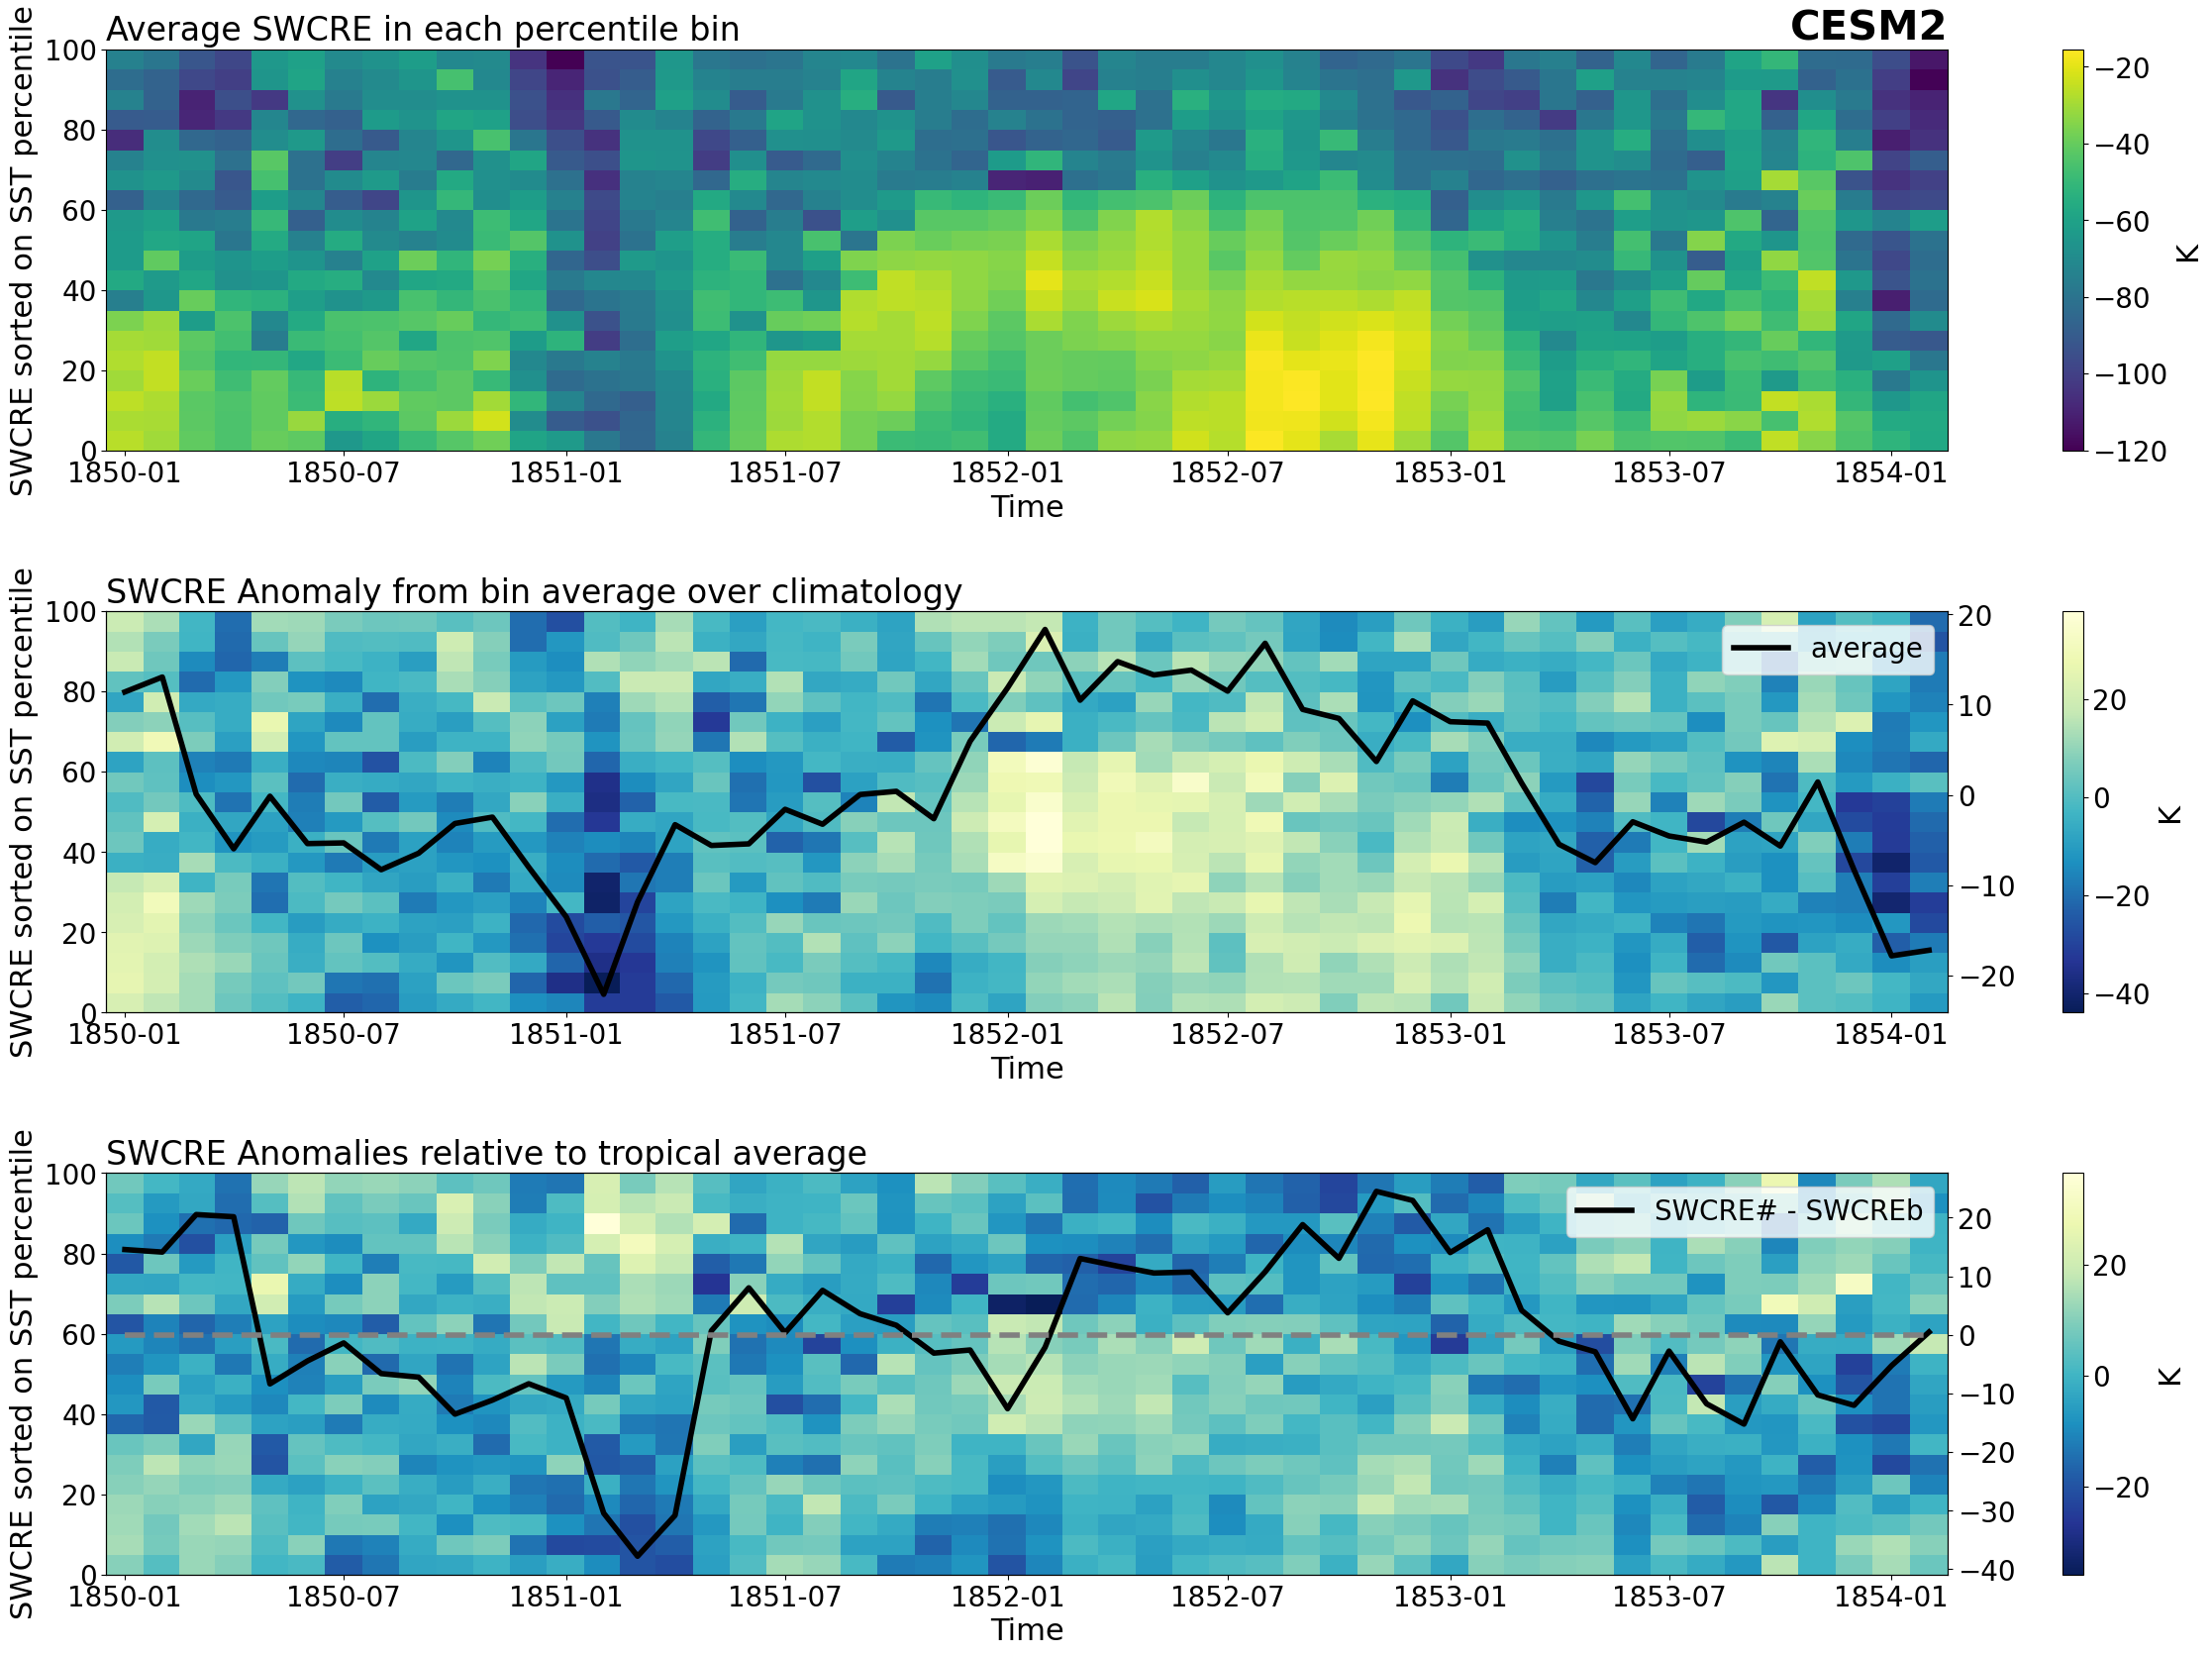 Average SWCRE in each percentile bin
CESM2
SWCRE sorted on SST percentile
100
80
60
40
20
0
1850-01 1850-07 1851-01 1851-07 1852-01 1852-07 1853-01 1853-07 1854-01
Time
−20
−40
−60
−80
−100
−120
K
SWCRE Anomaly from bin average over climatology
SWCRE sorted on SST percentile
100
80
60
40
20
0
average
20
10
0
−10
−20
1850-01 1850-07 1851-01 1851-07 1852-01 1852-07 1853-01 1853-07 1854-01
Time
20
0
−20
−40
K
SWCRE Anomalies relative to tropical average
SWCRE sorted on SST percentile
100
80
60
40
20
0
SWCRE# - SWCREb
20
10
0
−10
−20
−30
−40
1850-01 1850-07 1851-01 1851-07 1852-01 1852-07 1853-01 1853-07 1854-01
Time
20
0
−20
K